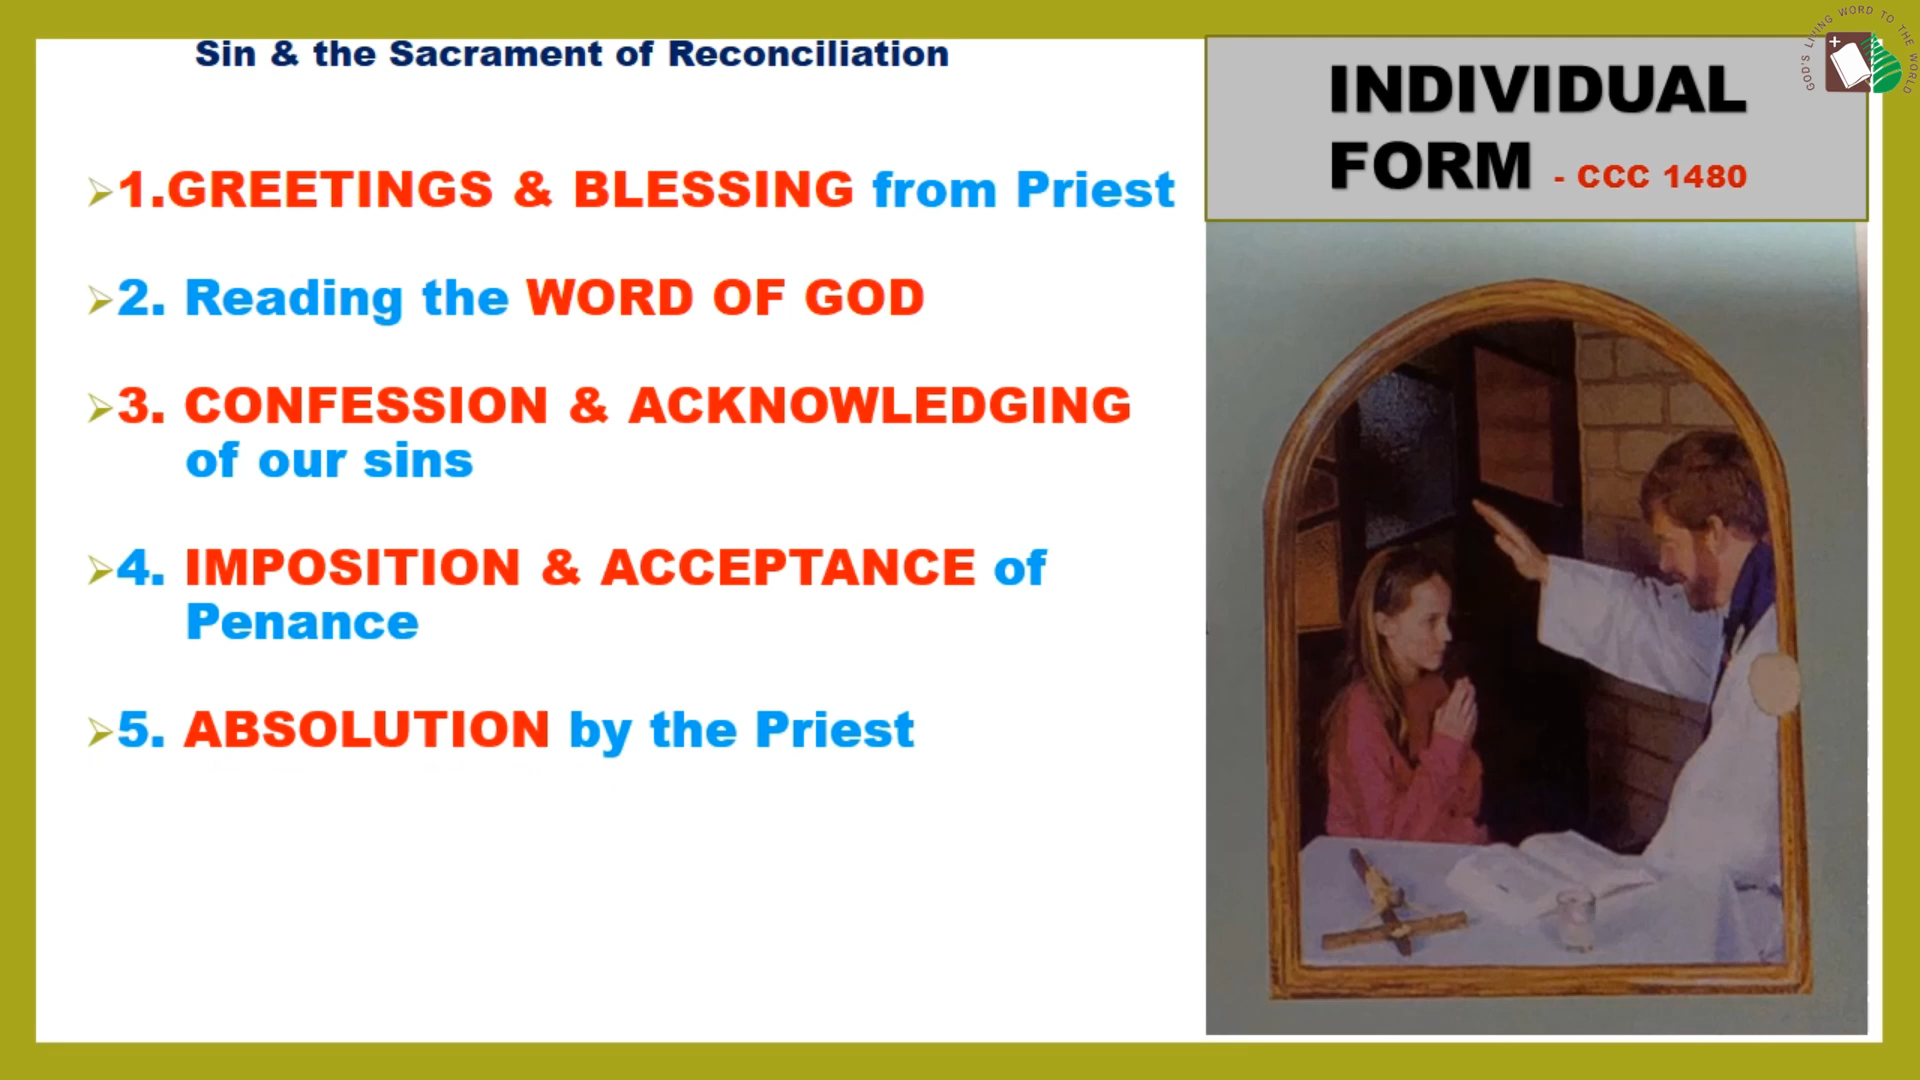 Sin & the Sacrament of Reconciliation
1.GREETINGS & BLESSING from Priest
2. Reading the WORD OF GOD
3. CONFESSION & ACKNOWLEDGING
of our sins
4. IMPOSITION & ACCEPTANCE of
Penance
5. ABSOLUTION by the Priest
INDIVIDUAL
FORM - CCC 1480
GOD'S LIVING WORD TO THE WORLD